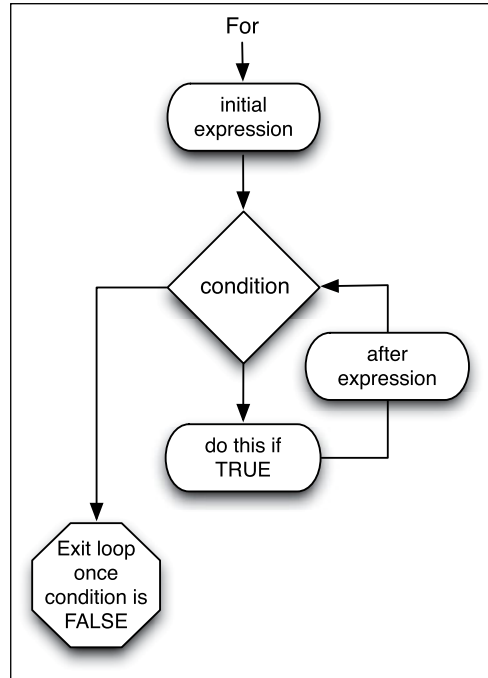 For
initial
expression
condition
after
expression
do this if
TRUE
Exit loop
once
condition is
FALSE